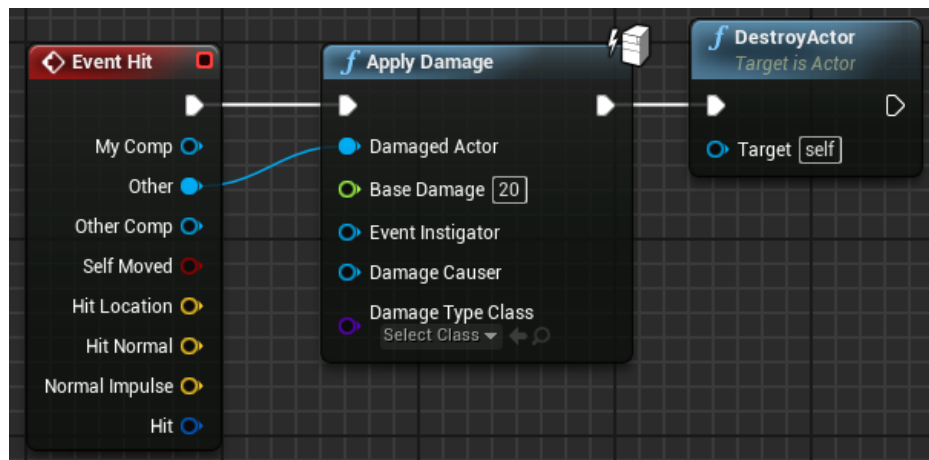 Event Hit
My Comp
Other
Other Comp
Self Moved
Hit Location
Hit Normal
Normal Impulse
Hit
f Apply Damage
Damaged Actor
Base Damage 20
Event Instigator
Damage Causer
Damage Type Class
Select Class
f DestroyActor
Target is Actor
Target self